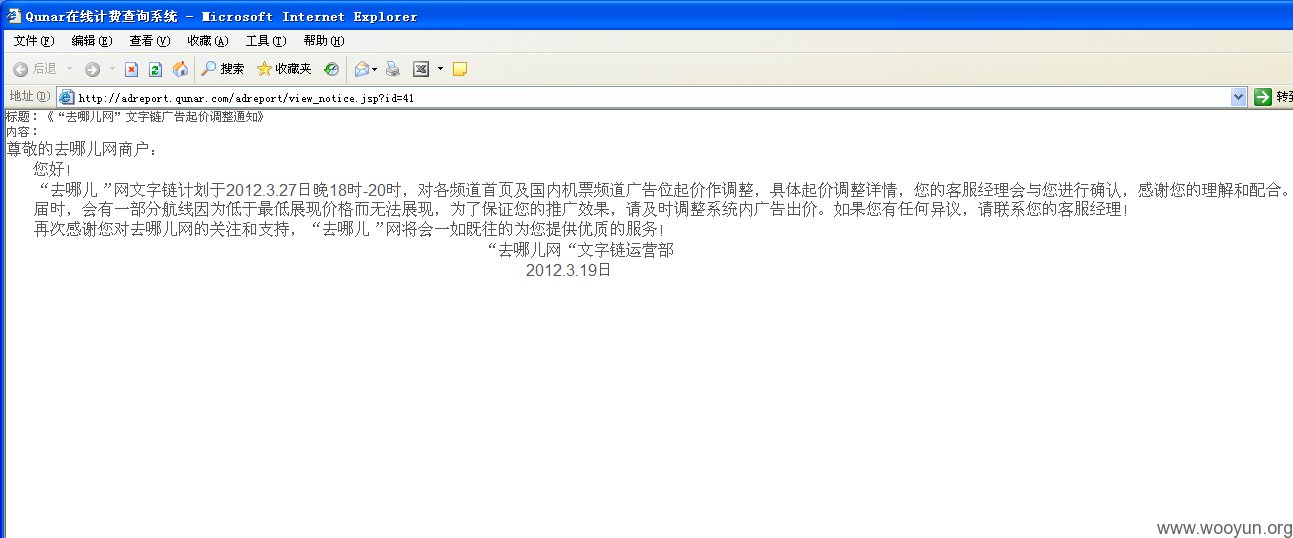 Qunar在线计费查询系统 - Microsoft Internet Explorer
文件(F) 编辑(E) 查看(V) 收藏(A) 工具(T) 帮助(H)
后退 搜索 收藏夹
地址(D) http://adreport.qunar.com/adreport/view_notice.jsp?id=41 转到
标题：《“去哪儿网”文字链广告起价调整通知》
内容：
尊敬的去哪儿网商户：
您好！
“去哪儿 ”网文字链计划于2012.3.27日晚18时-20时，对各频道首页及国内机票频道广告位起价作调整，具体起价调整详情，您的客服经理会与您进行确认，感谢您的理解和配合。
届时，会有一部分航线因为低于最低展现价格而无法展现，为了保证您的推广效果，请及时调整系统内广告出价。如果您有任何异议，请联系您的客服经理！
再次感谢您对去哪儿网的关注和支持，“去哪儿 ”网将会一如既往的为您提供优质的服务！
“去哪儿网 “文字链运营部
2012.3.19日
www.wooyun.org